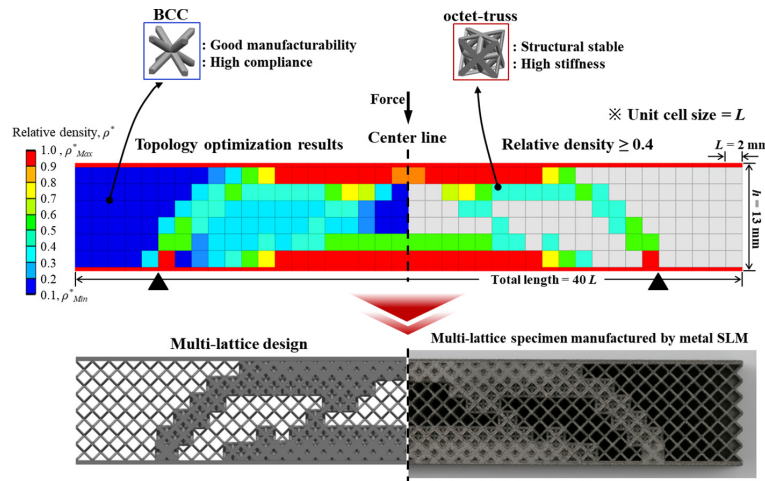 BCC
: Good manufacturability
: High compliance
octet-truss
: Structural stable
: High stiffness
Force
※ Unit cell size = L
Relative density, ρ*
Topology optimization results
Center line
Relative density ≥ 0.4
L = 2 mm
1.0 , ρ*Max
0.9
0.8
0.7
0.6
0.5
0.4
0.3
0.2
0.1, ρ*Min
h = 13 mm
Total length = 40 L
Multi-lattice design
Multi-lattice specimen manufactured by metal SLM